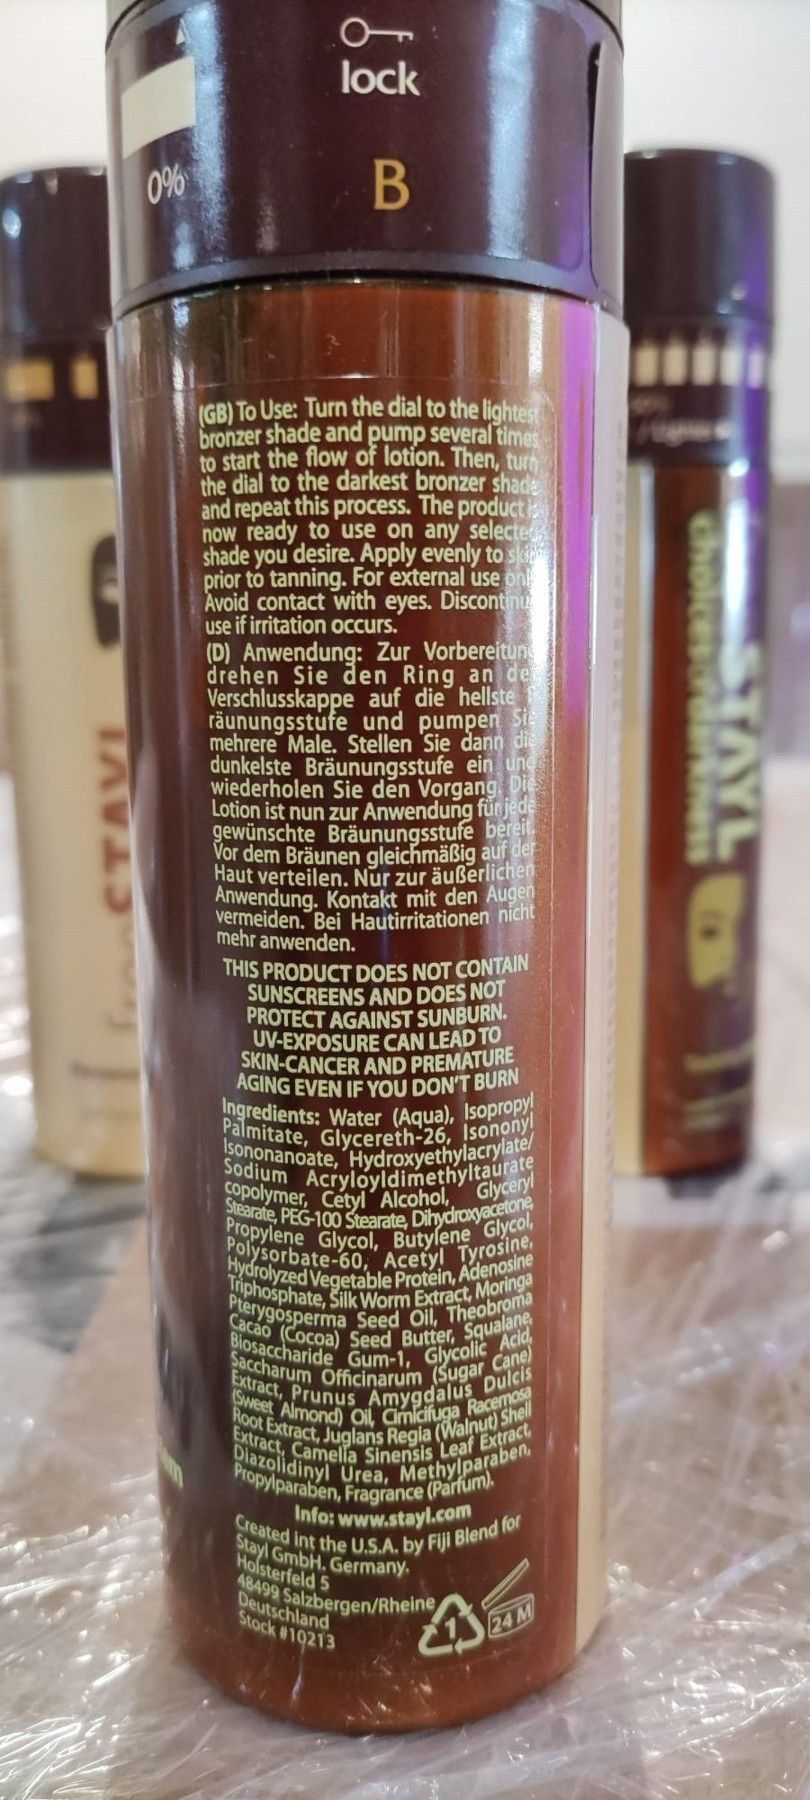 lock
0%
B
(GB) To Use: Turn the dial to the lightest
bronzer shade and pump several times
to start the flow of lotion. Then, turn
the dial to the darkest bronzer shade
and repeat this process. The product
now ready to use on any selected
shade you desire. Apply evenly to skin
prior to tanning. For external use only
Avoid contact with eyes. Discontinue
use if irritation occurs.
(D) Anwendung: Zur Vorbereitung
drehen Sie den Ring an der
Verschlusskappe auf die hellste
räunungsstufe und pumpen Sie
mehrere Male. Stellen Sie dann die
dunkelste Bräunungsstufe ein und
wiederholen Sie den Vorgang. Die
Lotion ist nun zur Anwendung für jede
gewünschte Bräunungsstufe bereit.
Vor dem Bräunen gleichmäßig auf der
Haut verteilen. Nur zur äußerlichen
Anwendung. Kontakt mit den Augen
vermeiden. Bei Hautirritationen nicht
mehr anwenden.
THIS PRODUCT DOES NOT CONTAIN
SUNSCREENS AND DOES NOT
PROTECT AGAINST SUNBURN.
UV-EXPOSURE CAN LEAD TO
SKIN-CANCER AND PREMATURE
AGING EVEN IF YOU DON'T BURN
Ingredients: Water (Aqua), Isopropyl
Palmitate, Glycereth-26, Isononyl
Isononanoate, Hydroxyethylacrylate/
Sodium Acryloyldimethyltaurate
copolymer, Cetyl Alcohol, Glyceryl
Stearate, PEG-100 Stearate, Dihydroxyacetone,
Propylene Glycol, Butylene Glycol,
Polysorbate-60, Acetyl Tyrosine,
Hydrolyzed Vegetable Protein, Adenosine
Triphosphate, Silk Worm Extract, Moringa
Pterygosperma Seed Oil, Theobroma
Cacao (Cocoa) Seed Butter, Squalane,
Biosaccharide Gum-1, Glycolic Acid,
Saccharum Officinarum (Sugar Cane)
Extract, Prunus Amygdalus Dulcis
(Sweet Almond) Oil, Cimicifuga Racemosa
Root Extract, Juglans Regia (Walnut) Shell
Extract, Camellia Sinensis Leaf Extract,
Diazolidinyl Urea, Methylparaben,
Propylparaben, Fragrance (Parfum).
Info: www.stayl.com
Created int the U.S.A. by Fiji Blend for
Stayl GmbH, Germany.
Holsterfeld 5
48499 Salzbergen/Rheine
Deutschland
Stock #10213
1
24 M
STAYL
STAYL
choice of darkness